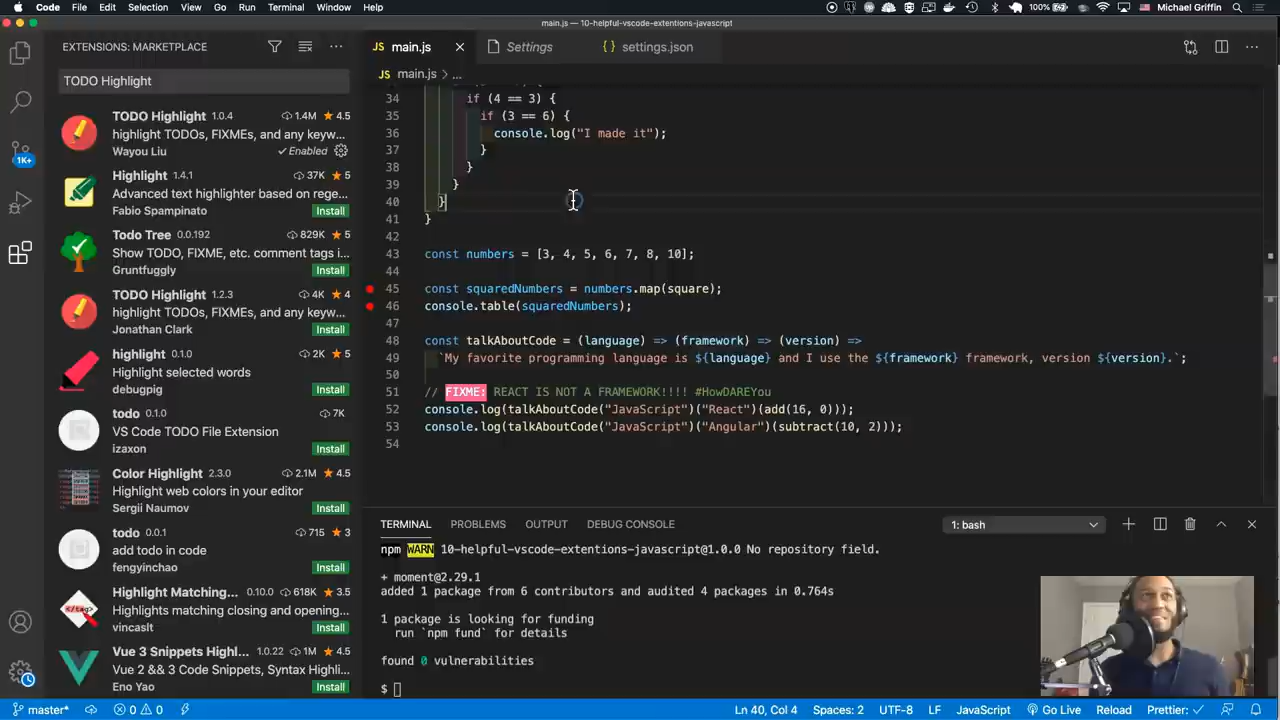 Code File Edit Selection View Go Run Terminal Window Help
100% Michael Griffin
main.js — 10-helpful-vscode-extentions-javascript
EXTENSIONS: MARKETPLACE
TODO Highlight
TODO Highlight 1.0.4 1.4M 4.5
highlight TODOs, FIXMEs, and any keyw...
Wayou Liu Enabled
Highlight 1.4.1 37K 5
Advanced text highlighter based on rege...
Fabio Spampinato Install
Todo Tree 0.0.192 829K 5
Show TODO, FIXME, etc. comment tags i...
Gruntfuggly Install
TODO Highlight 1.2.3 4K 4
highlight TODOs, FIXMEs, and any keyw...
Jonathan Clark Install
highlight 0.1.0 2K 5
Highlight selected words
debugpig Install
todo 0.1.0 7K
VS Code TODO File Extension
izaxon Install
Color Highlight 2.3.0 2.1M 4.5
Highlight web colors in your editor
Sergii Naumov Install
todo 0.0.1 715 3
add todo in code
fengyinchao Install
Highlight Matching... 0.10.0 618K 3.5
Highlights matching closing and opening...
vincaslt Install
Vue 3 Snippets Highl... 1.0.22 1M 4.5
Vue 2 && 3 Code Snippets, Syntax Highli...
Eno Yao Install
1K+
JS main.js Settings {} settings.json
JS main.js > ...
34 if (4 == 3) {
35 if (3 == 6) {
36 console.log("I made it");
37 }
38 }
39 }
40 }
41 }
42
43 const numbers = [3, 4, 5, 6, 7, 8, 10];
44
45 const squaredNumbers = numbers.map(square);
46 console.table(squaredNumbers);
47
48 const talkAboutCode = (language) => (framework) => (version) =>
49 `My favorite programming language is ${language} and I use the ${framework} framework, version ${version}.`;
50
51 // FIXME: REACT IS NOT A FRAMEWORK!!!! #HowDAREYou
52 console.log(talkAboutCode("JavaScript")("React")(add(16, 0)));
53 console.log(talkAboutCode("JavaScript")("Angular")(subtract(10, 2)));
54
TERMINAL PROBLEMS OUTPUT DEBUG CONSOLE 1: bash
npm WARN 10-helpful-vscode-extentions-javascript@1.0.0 No repository field.
+ moment@2.29.1
added 1 package from 6 contributors and audited 4 packages in 0.764s
1 package is looking for funding
run `npm fund` for details
found 0 vulnerabilities
$
master* 0 0 Ln 40, Col 4 Spaces: 2 UTF-8 LF JavaScript Go Live Reload Prettier: ✓